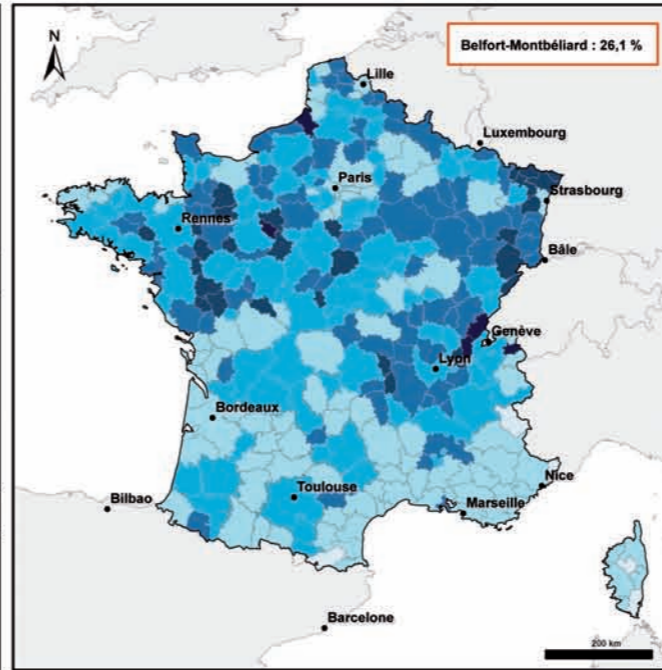 N
Belfort-Montbéliard : 26,1 %
Lille
Luxembourg
Paris
Strasbourg
Rennes
Bâle
Genève
Lyon
Bordeaux
Nice
Toulouse
Marseille
Bilbao
Barcelone
200 km